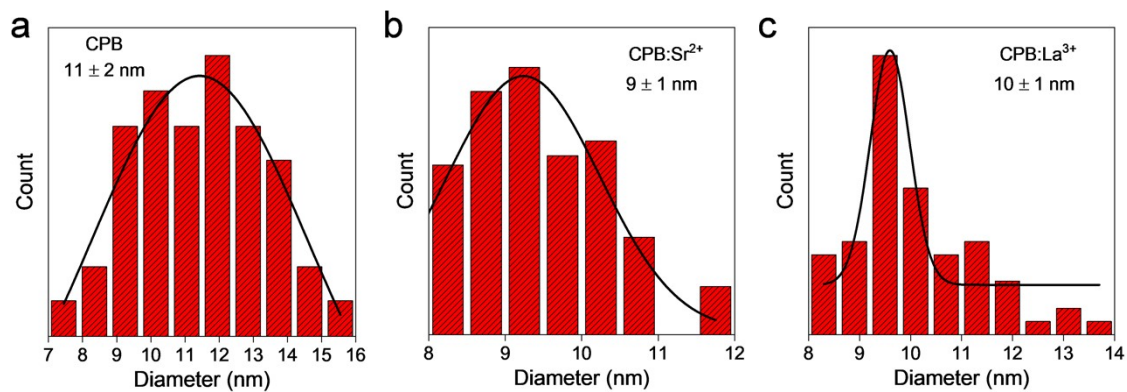 a
CPB
11 ± 2 nm
Count
7 8 9 10 11 12 13 14 15 16
Diameter (nm)
b
CPB:Sr²⁺
9 ± 1 nm
Count
8 9 10 11 12
Diameter (nm)
c
CPB:La³⁺
10 ± 1 nm
Count
8 9 10 11 12 13 14
Diameter (nm)